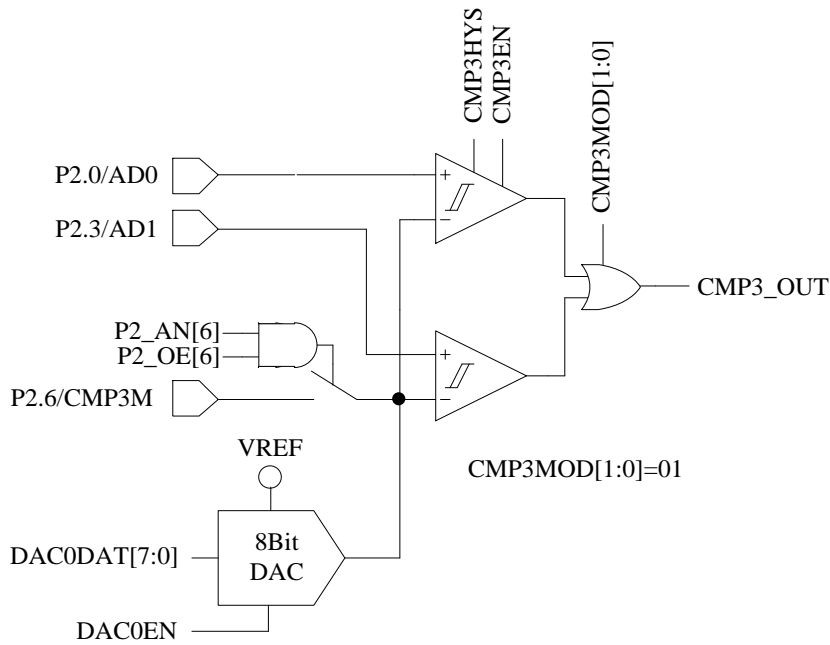 CMP3HYS
CMP3EN
CMP3MOD[1:0]
P2.0/AD0
+
−
P2.3/AD1
CMP3_OUT
P2_AN[6]
P2_OE[6]
+
−
P2.6/CMP3M
VREF
CMP3MOD[1:0]=01
DAC0DAT[7:0]
8Bit
DAC
DAC0EN